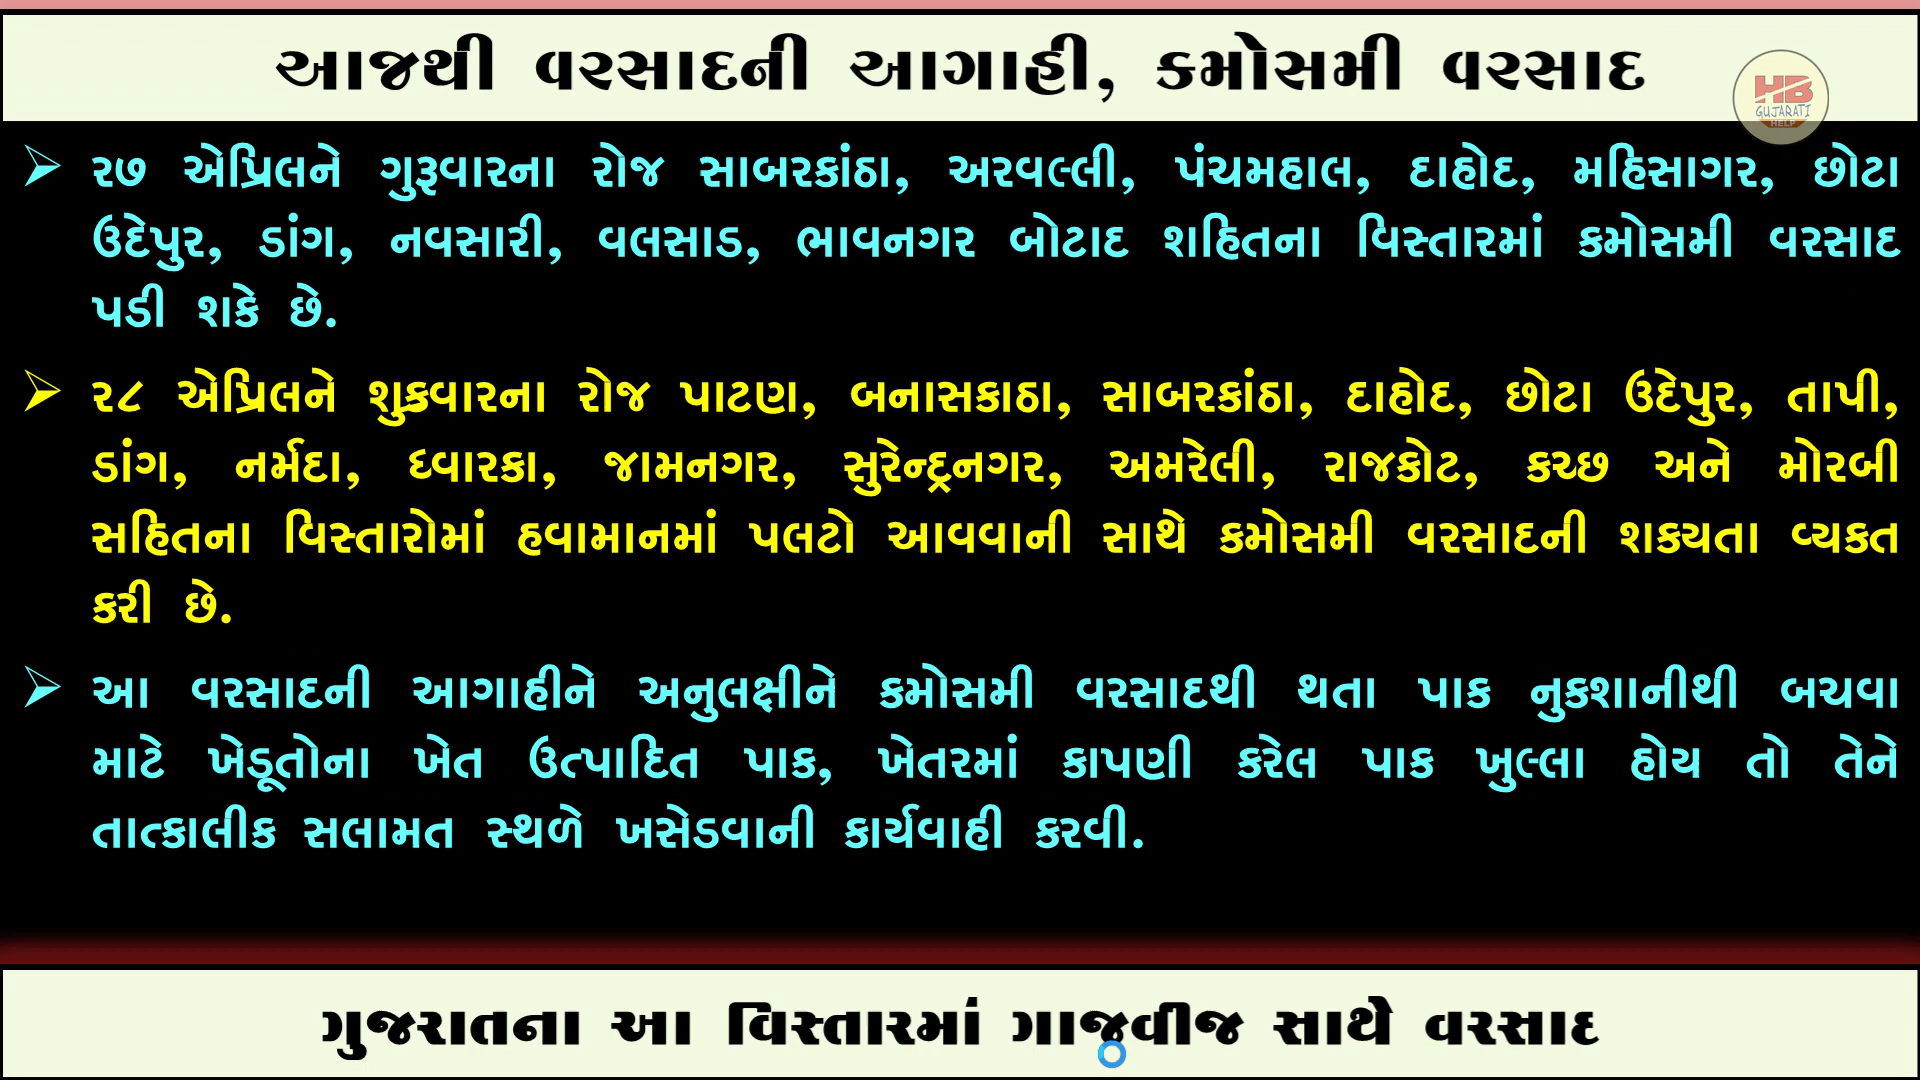 આજથી વરસાદની આગાહી, કમોસમી વરસાદ
HB
GUJARATI
HELP
૨૭ એપ્રિલને ગુરૂવારના રોજ સાબરકાંઠા, અરવલ્લી, પંચમહાલ, દાહોદ, મહિસાગર, છોટા
ઉદેપુર, ડાંગ, નવસારી, વલસાડ, ભાવનગર બોટાદ શહિતના વિસ્તારમાં કમોસમી વરસાદ
પડી શકે છે.
૨૮ એપ્રિલને શુક્રવારના રોજ પાટણ, બનાસકાઠા, સાબરકાંઠા, દાહોદ, છોટા ઉદેપુર, તાપી,
ડાંગ, નર્મદા, ધ્વારકા, જામનગર, સુરેન્દ્રનગર, અમરેલી, રાજકોટ, કચ્છ અને મોરબી
સહિતના વિસ્તારોમાં હવામાનમાં પલટો આવવાની સાથે કમોસમી વરસાદની શક્યતા વ્યક્ત
કરી છે.
આ વરસાદની આગાહીને અનુલક્ષીને કમોસમી વરસાદથી થતા પાક નુકશાનીથી બચવા
માટે ખેડૂતોના ખેત ઉત્પાદિત પાક, ખેતરમાં કાપણી કરેલ પાક ખુલ્લા હોય તો તેને
તાત્કાલીક સલામત સ્થળે ખસેડવાની કાર્યવાહી કરવી.
ગુજરાતના આ વિસ્તારમાં ગાજવીજ સાથે વરસાદ